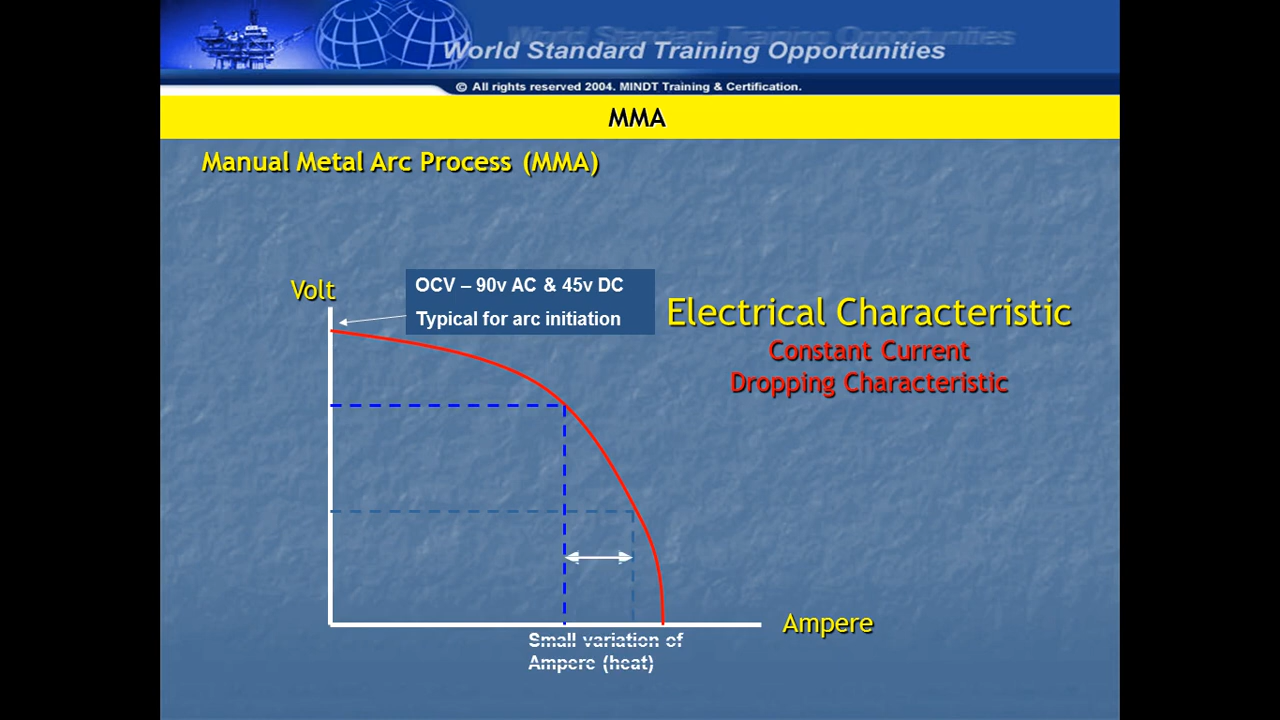 World Standard Training Opportunities
© All rights reserved 2004. MINDT Training & Certification.
MMA
Manual Metal Arc Process (MMA)
OCV – 90v AC & 45v DC
Typical for arc initiation
Volt
Electrical Characteristic
Constant Current
Dropping Characteristic
Ampere
Small variation of
Ampere (heat)